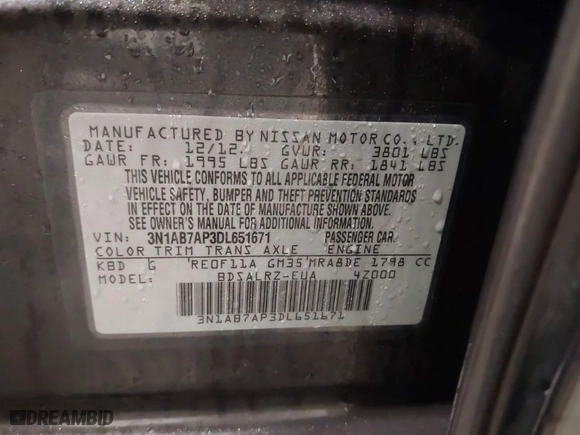 MANUFACTURED BY NISSAN MOTOR CO., LTD.
DATE: 12/12 GVWR: 3801 LBS
GAWR FR: 1995 LBS GAWR RR: 1841 LBS
THIS VEHICLE CONFORMS TO ALL APPLICABLE FEDERAL MOTOR
VEHICLE SAFETY, BUMPER AND THEFT PREVENTION STANDARDS
IN EFFECT ON THE DATE OF MANUFACTURE SHOWN ABOVE.
SEE OWNER'S MANUAL FOR ADDITIONAL INFORMATION.
VIN: 3N1AB7AP3DL651671 PASSENGER CAR.
COLOR TRIM TRANS AXLE ENGINE
KBD G RE0F11A GM35 MRA8DE 1798 CC
MODEL: BDSALRZ-EUA 4Z000
3N1AB7AP3DL651671
DREAMBID